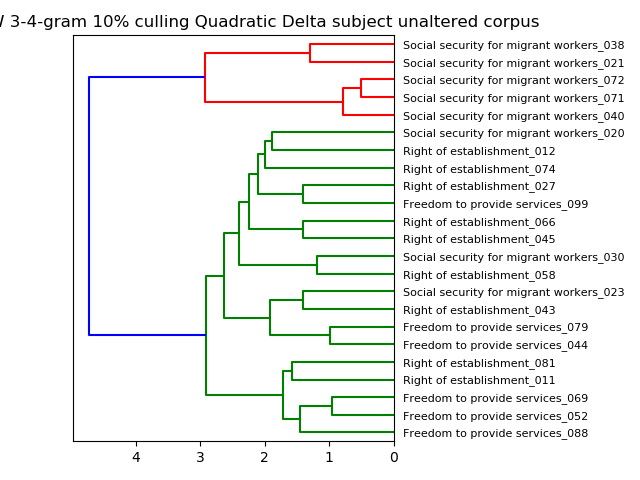 3-4-gram 10% culling Quadratic Delta subject unaltered corpus
Social security for migrant workers_038
Social security for migrant workers_021
Social security for migrant workers_072
Social security for migrant workers_071
Social security for migrant workers_040
Social security for migrant workers_020
Right of establishment_012
Right of establishment_074
Right of establishment_027
Freedom to provide services_099
Right of establishment_066
Right of establishment_045
Social security for migrant workers_030
Right of establishment_058
Social security for migrant workers_023
Right of establishment_043
Freedom to provide services_079
Freedom to provide services_044
Right of establishment_081
Right of establishment_011
Freedom to provide services_069
Freedom to provide services_052
Freedom to provide services_088
4 3 2 1 0